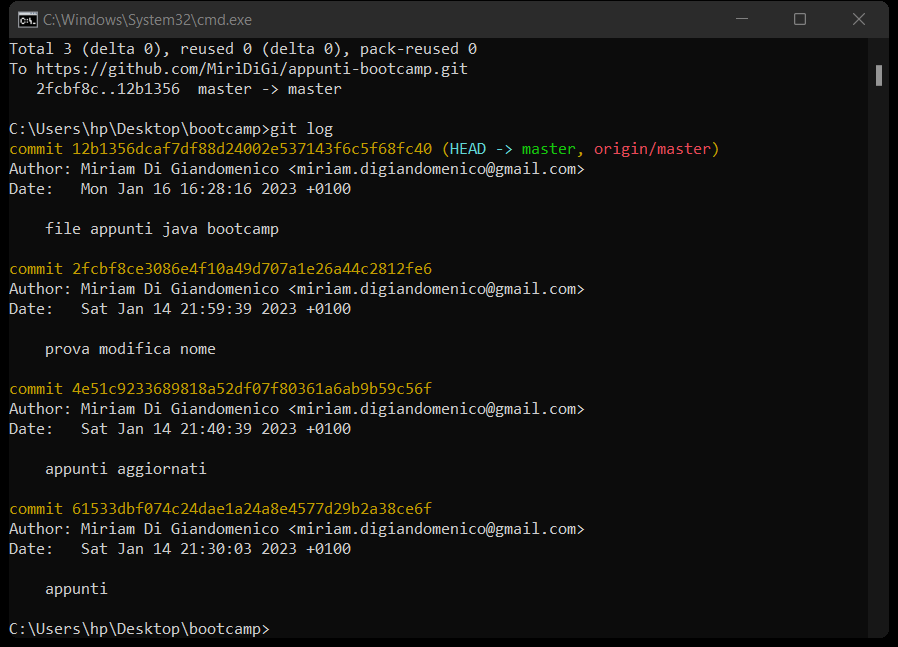 C:\Windows\System32\cmd.exe
Total 3 (delta 0), reused 0 (delta 0), pack-reused 0
To https://github.com/MiriDiGi/appunti-bootcamp.git
   2fcbf8c..12b1356  master -> master
C:\Users\hp\Desktop\bootcamp>git log
commit 12b1356dcaf7df88d24002e537143f6c5f68fc40 (HEAD -> master, origin/master)
Author: Miriam Di Giandomenico <miriam.digiandomenico@gmail.com>
Date:   Mon Jan 16 16:28:16 2023 +0100
    file appunti java bootcamp
commit 2fcbf8ce3086e4f10a49d707a1e26a44c2812fe6
Author: Miriam Di Giandomenico <miriam.digiandomenico@gmail.com>
Date:   Sat Jan 14 21:59:39 2023 +0100
    prova modifica nome
commit 4e51c9233689818a52df07f80361a6ab9b59c56f
Author: Miriam Di Giandomenico <miriam.digiandomenico@gmail.com>
Date:   Sat Jan 14 21:40:39 2023 +0100
    appunti aggiornati
commit 61533dbf074c24dae1a24a8e4577d29b2a38ce6f
Author: Miriam Di Giandomenico <miriam.digiandomenico@gmail.com>
Date:   Sat Jan 14 21:30:03 2023 +0100
    appunti
C:\Users\hp\Desktop\bootcamp>